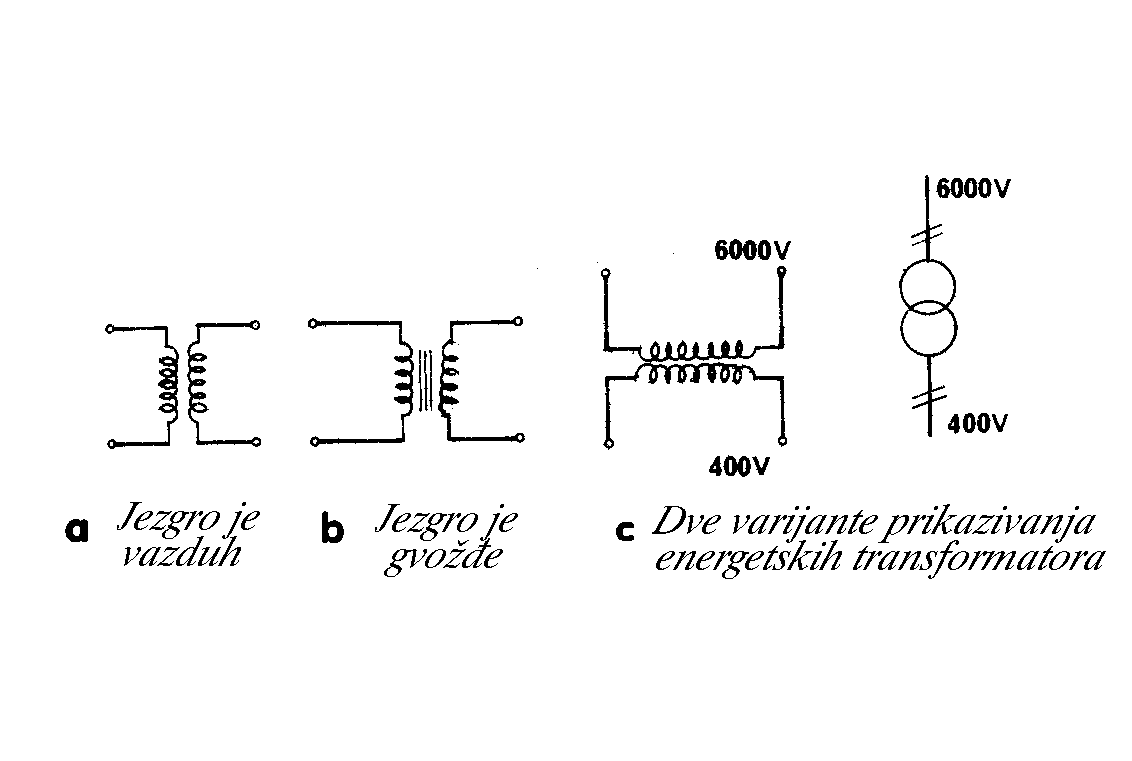 6000V
6000V
400V
400V
a Jezgro je
vazduh
b Jezgro je
gvožđe
c Dve varijante prikazivanja
energetskih transformatora